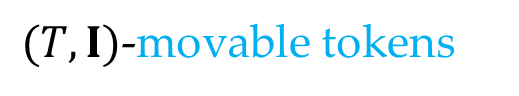 (T, I)-movable tokens